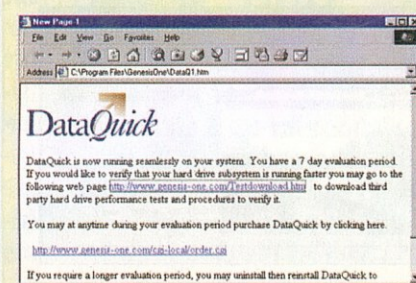 New Page 1
File Edit View Go Favorites Help
Address C:\Program Files\GenesisOne\DataQ1.htm
DataQuick
DataQuick is now running seamlessly on your system. You have a 7 day evaluation period.
If you would like to verify that your hard drive subsystem is running faster you may go to the
following web page http://www.genesis-one.com/Testdownload.htm to download third
party hard drive performance tests and procedures to verify it.
You may at anytime during your evaluation period purchase DataQuick by clicking here.
http://www.genesis-one.com/cgi-local/order.cgi
If you require a longer evaluation period, you may uninstall then reinstall DataQuick to